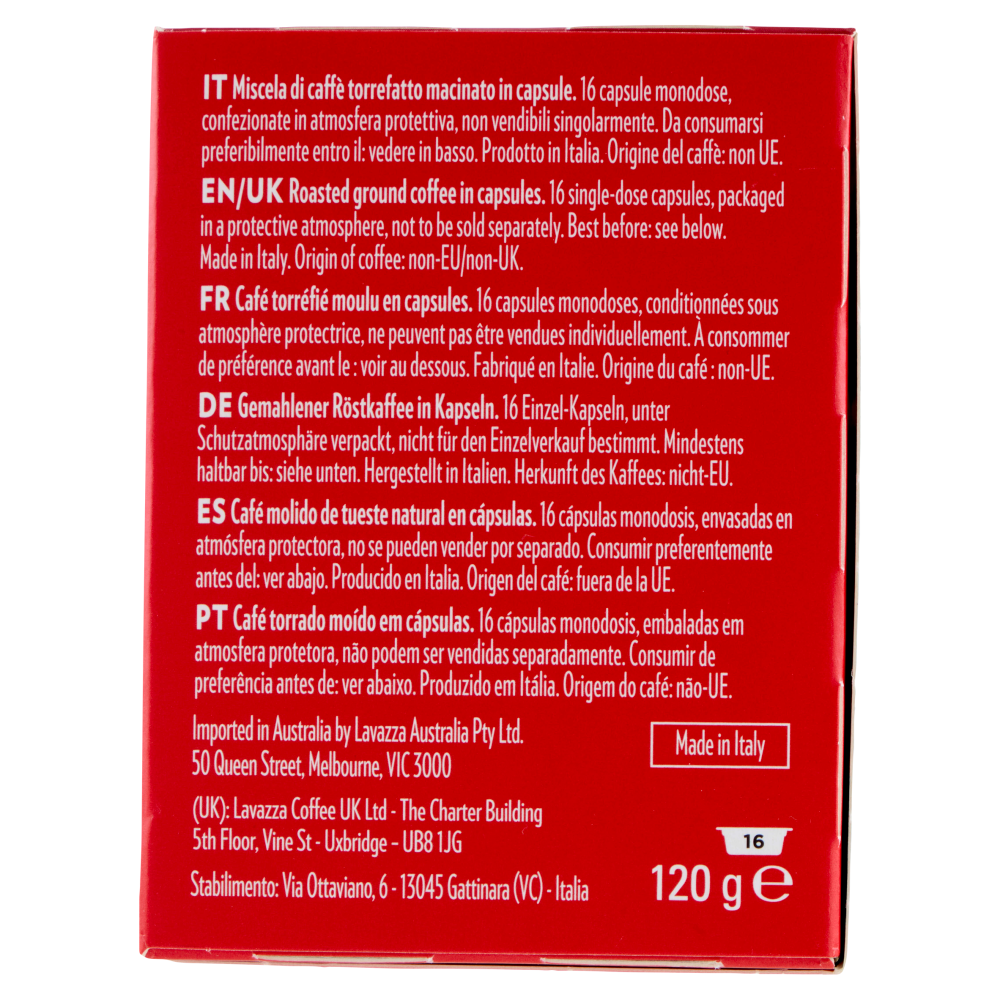 IT Miscela di caffè torrefatto macinato in capsule. 16 capsule monodose,
confezionate in atmosfera protettiva, non vendibili singolarmente. Da consumarsi
preferibilmente entro il: vedere in basso. Prodotto in Italia. Origine del caffè: non UE.
EN/UK Roasted ground coffee in capsules. 16 single-dose capsules, packaged
in a protective atmosphere, not to be sold separately. Best before: see below.
Made in Italy. Origin of coffee: non-EU/non-UK.
FR Café torréfié moulu en capsules. 16 capsules monodoses, conditionnées sous
atmosphère protectrice, ne peuvent pas être vendues individuellement. À consommer
de préférence avant le : voir au dessous. Fabriqué en Italie. Origine du café : non-UE.
DE Gemahlener Röstkaffee in Kapseln. 16 Einzel-Kapseln, unter
Schutzatmosphäre verpackt, nicht für den Einzelverkauf bestimmt. Mindestens
haltbar bis: siehe unten. Hergestellt in Italien. Herkunft des Kaffees: nicht-EU.
ES Café molido de tueste natural en cápsulas. 16 cápsulas monodosis, envasadas en
atmósfera protectora, no se pueden vender por separado. Consumir preferentemente
antes del: ver abajo. Producido en Italia. Origen del café: fuera de la UE.
PT Café torrado moído em cápsulas. 16 cápsulas monodosis, embaladas em
atmosfera protetora, não podem ser vendidas separadamente. Consumir de
preferência antes de: ver abaixo. Produzido em Itália. Origem do café: não-UE.
Imported in Australia by Lavazza Australia Pty Ltd.
50 Queen Street, Melbourne, VIC 3000
Made in Italy
(UK): Lavazza Coffee UK Ltd - The Charter Building
5th Floor, Vine St - Uxbridge – UB8 1JG
16
Stabilimento: Via Ottaviano, 6 - 13045 Gattinara (VC) - Italia
120 g ℮